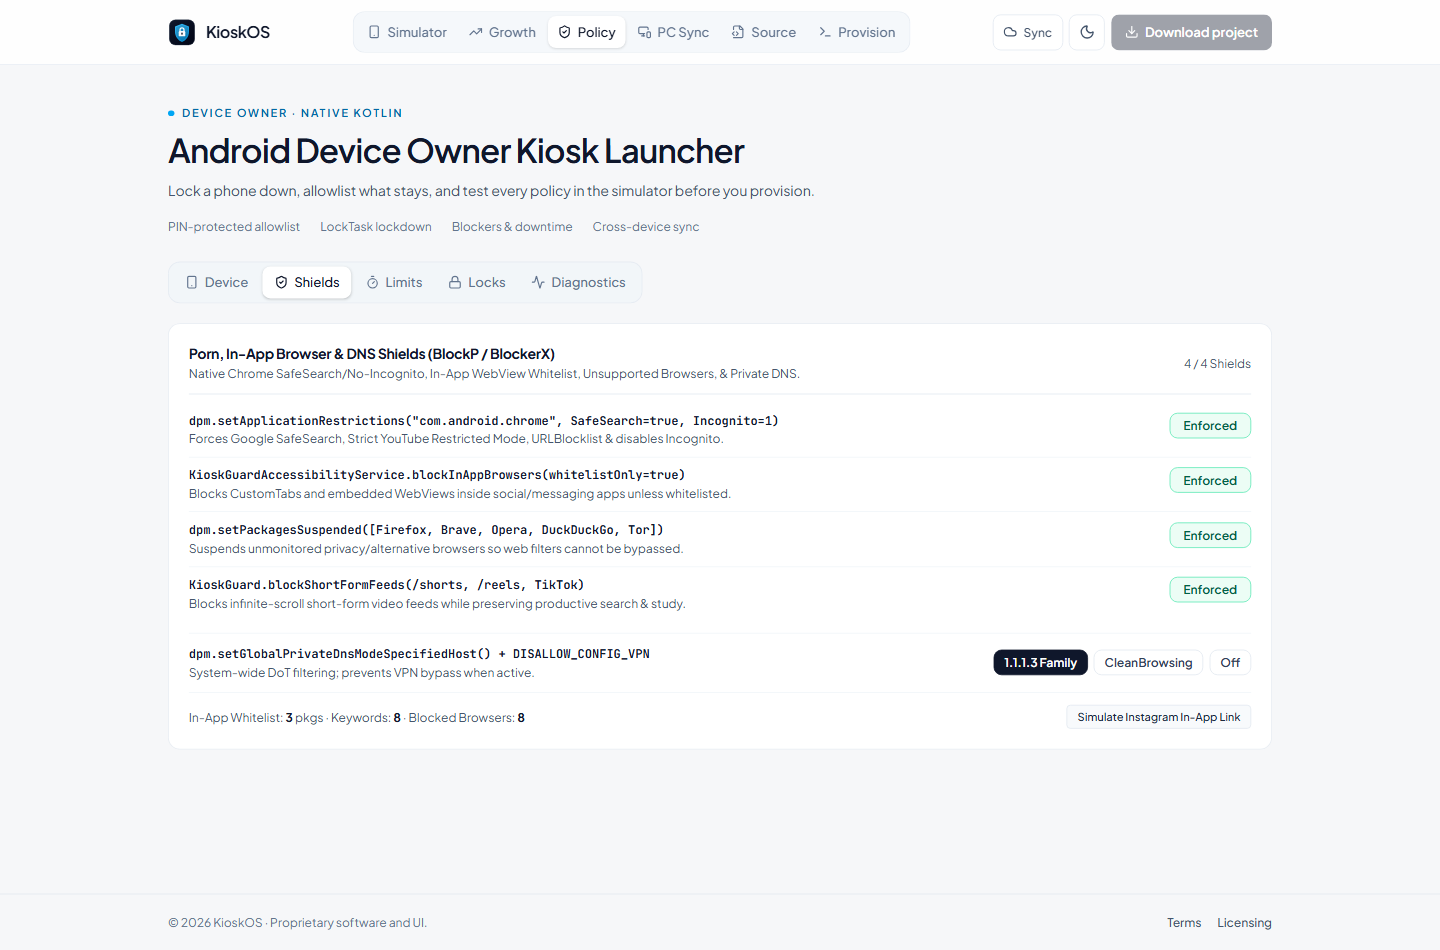 KioskOS
Simulator
Growth
Policy
PC Sync
Source
Provision
Sync
Download project
DEVICE OWNER · NATIVE KOTLIN
Android Device Owner Kiosk Launcher
Lock a phone down, allowlist what stays, and test every policy in the simulator before you provision.
PIN-protected allowlist
LockTask lockdown
Blockers & downtime
Cross-device sync
Device
Shields
Limits
Locks
Diagnostics
Porn, In-App Browser & DNS Shields (BlockP / BlockerX)
Native Chrome SafeSearch/No-Incognito, In-App WebView Whitelist, Unsupported Browsers, & Private DNS.
4 / 4 Shields
dpm.setApplicationRestrictions("com.android.chrome", SafeSearch=true, Incognito=1)
Forces Google SafeSearch, Strict YouTube Restricted Mode, URLBlocklist & disables Incognito.
Enforced
KioskGuardAccessibilityService.blockInAppBrowsers(whitelistOnly=true)
Blocks CustomTabs and embedded WebViews inside social/messaging apps unless whitelisted.
Enforced
dpm.setPackagesSuspended([Firefox, Brave, Opera, DuckDuckGo, Tor])
Suspends unmonitored privacy/alternative browsers so web filters cannot be bypassed.
Enforced
KioskGuard.blockShortFormFeeds(/shorts, /reels, TikTok)
Blocks infinite-scroll short-form video feeds while preserving productive search & study.
Enforced
dpm.setGlobalPrivateDnsModeSpecifiedHost() + DISALLOW_CONFIG_VPN
System-wide DoT filtering; prevents VPN bypass when active.
1.1.1.3 Family
CleanBrowsing
Off
In-App Whitelist: 3 pkgs · Keywords: 8 · Blocked Browsers: 8
Simulate Instagram In-App Link
© 2026 KioskOS · Proprietary software and UI.
Terms
Licensing